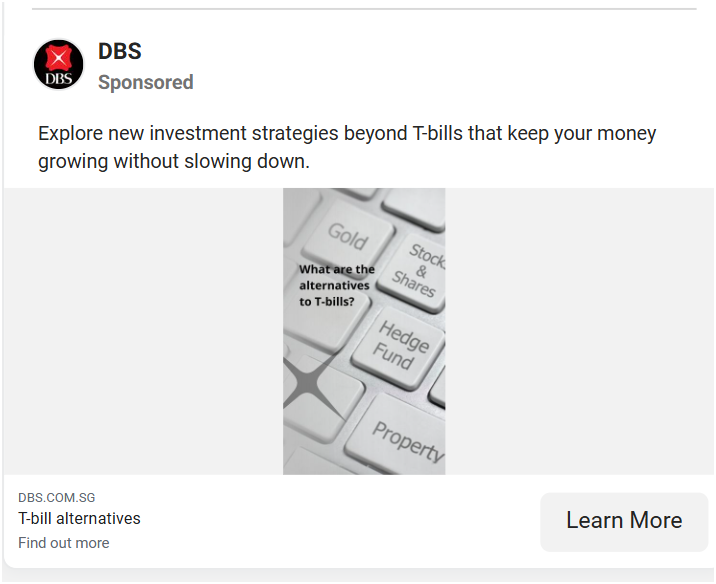 DBS
DBS
Sponsored
Explore new investment strategies beyond T-bills that keep your money
growing without slowing down.
Gold
Stock
&
Shares
What are the
alternatives
to T-bills?
Hedge
Fund
Property
DBS.COM.SG
T-bill alternatives
Find out more
Learn More